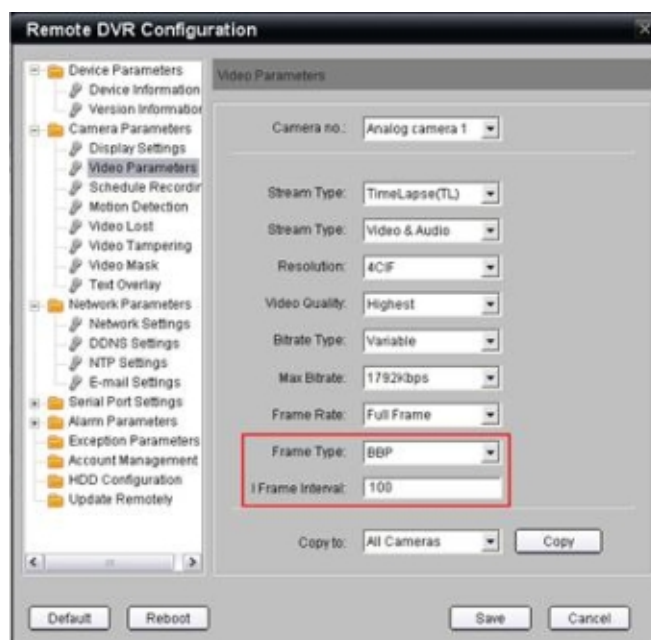 Remote DVR Configuration
Device Parameters
Device Information
Version Information
Camera Parameters
Display Settings
Video Parameters
Schedule Recordin
Motion Detection
Video Lost
Video Tampering
Video Mask
Text Overlay
Network Parameters
Network Settings
DDNS Settings
NTP Settings
E-mail Settings
Serial Port Settings
Alarm Parameters
Exception Parameters
Account Management
HDD Configuration
Update Remotely
Video Parameters
Camera no.: Analog camera 1
Stream Type: TimeLapse(TL)
Stream Type: Video & Audio
Resolution: 4CIF
Video Quality: Highest
Bitrate Type: Variable
Max Bitrate: 1792Kbps
Frame Rate: Full Frame
Frame Type: BBP
I Frame Interval: 100
Copy to: All Cameras Copy
Default Reboot Save Cancel